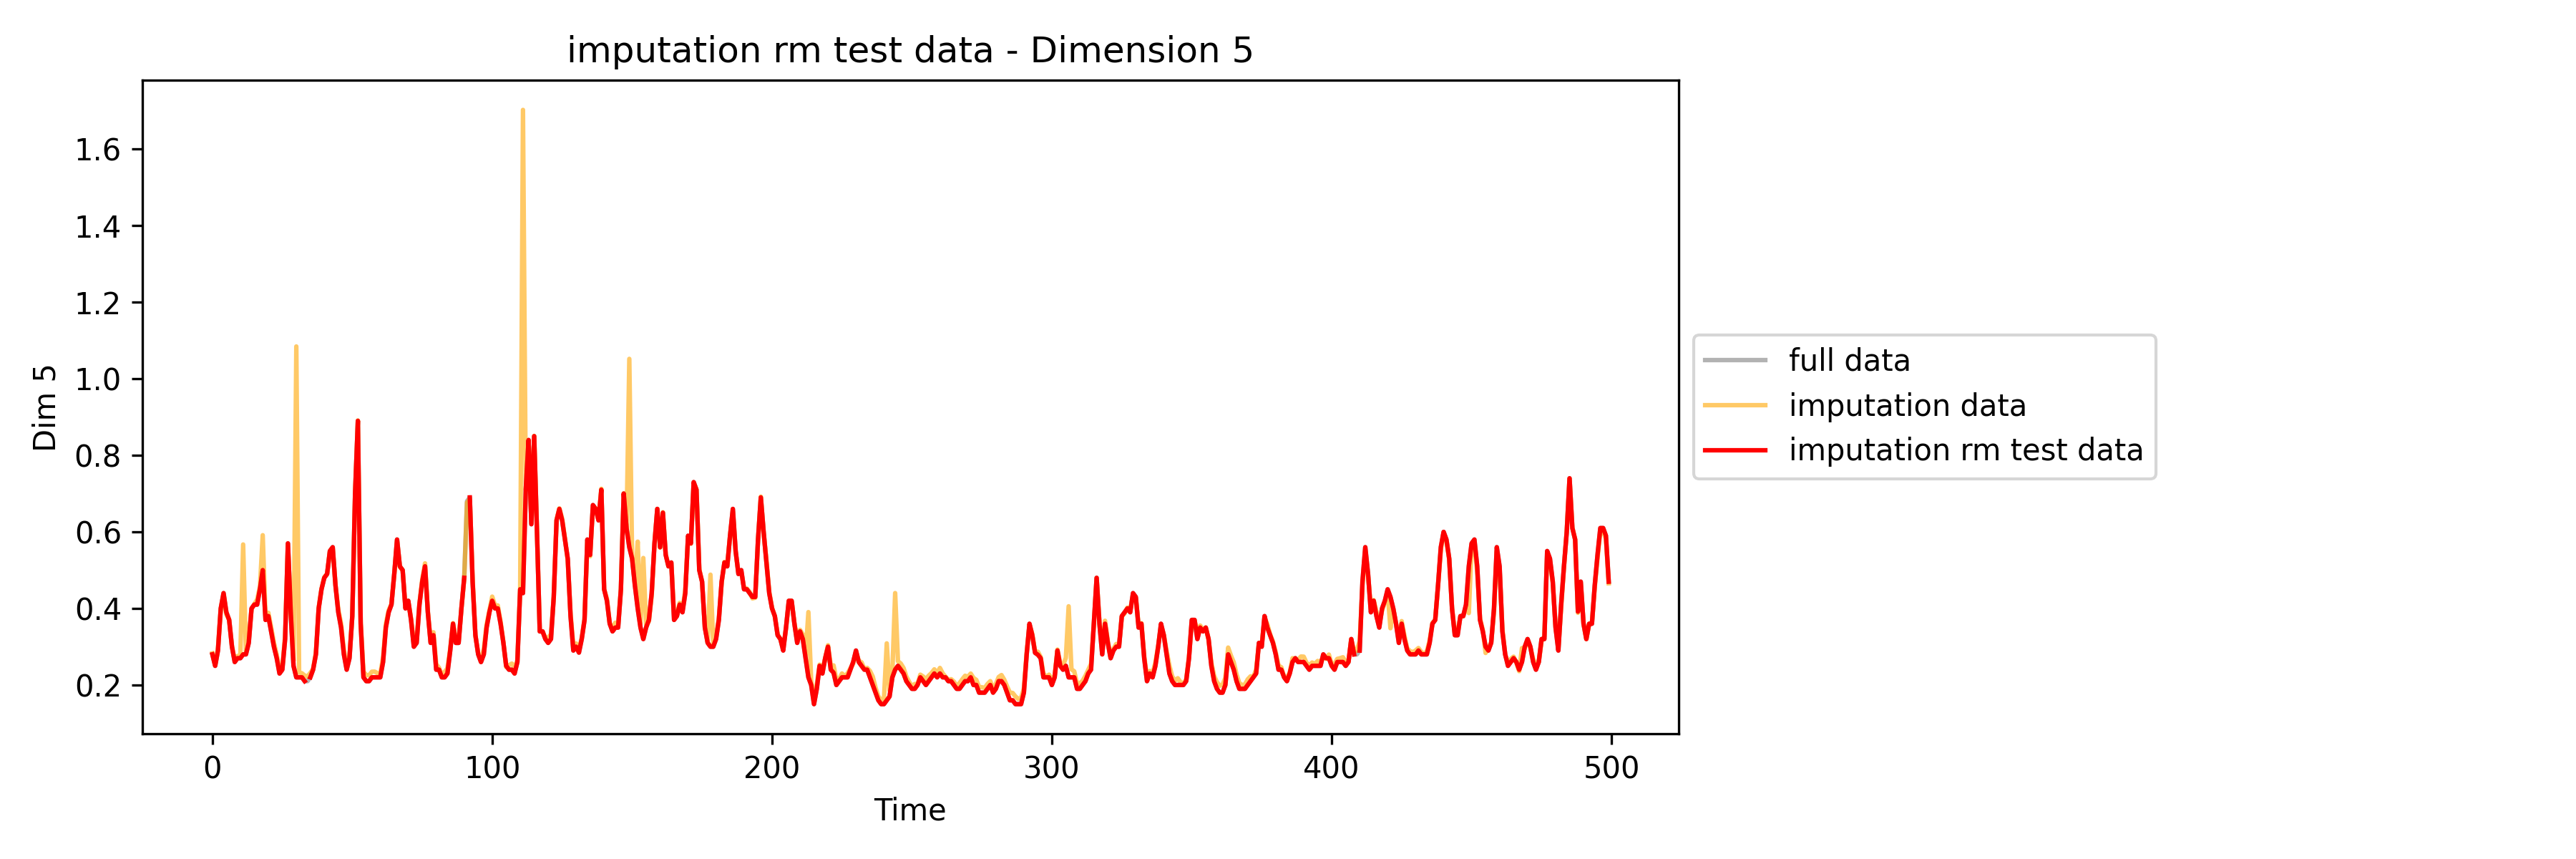 imputation rm test data - Dimension 5
1.6
1.4
1.2
1.0
0.8
0.6
0.4
0.2
Dim 5
0 100 200 300 400 500
Time
full data
imputation data
imputation rm test data